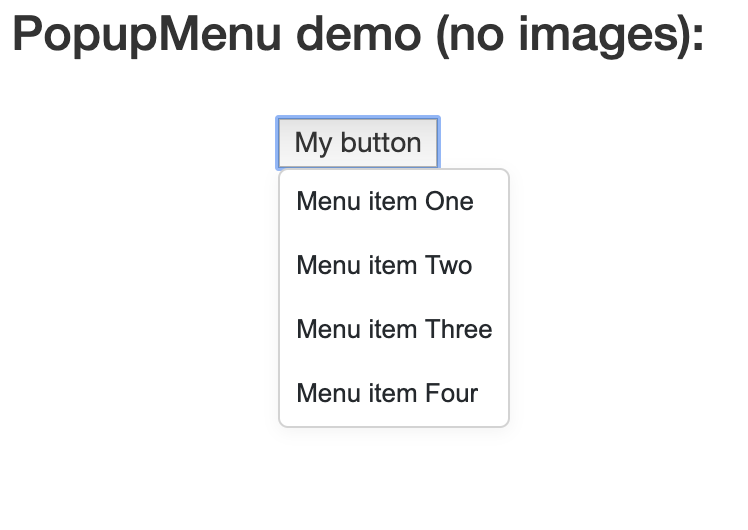 PopupMenu demo (no images):
My button
Menu item One
Menu item Two
Menu item Three
Menu item Four